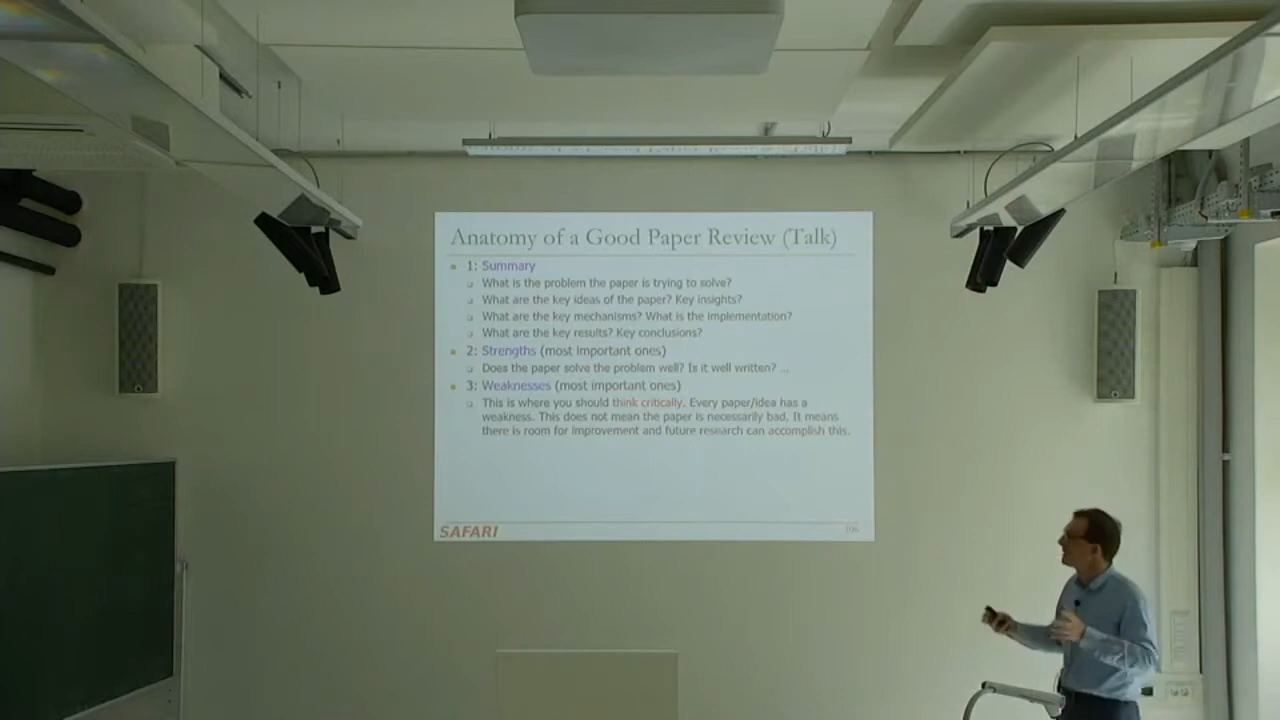 Anatomy of a Good Paper Review (Talk)
1: Summary
What is the problem the paper is trying to solve?
What are the key ideas of the paper? Key insights?
What are the key mechanisms? What is the implementation?
What are the key results? Key conclusions?
2: Strengths (most important ones)
Does the paper solve the problem well? Is it well written? ...
3: Weaknesses (most important ones)
This is where you should think critically. Every paper/idea has a
weakness. This does not mean the paper is necessarily bad. It means
there is room for improvement and future research can accomplish this.
SAFARI